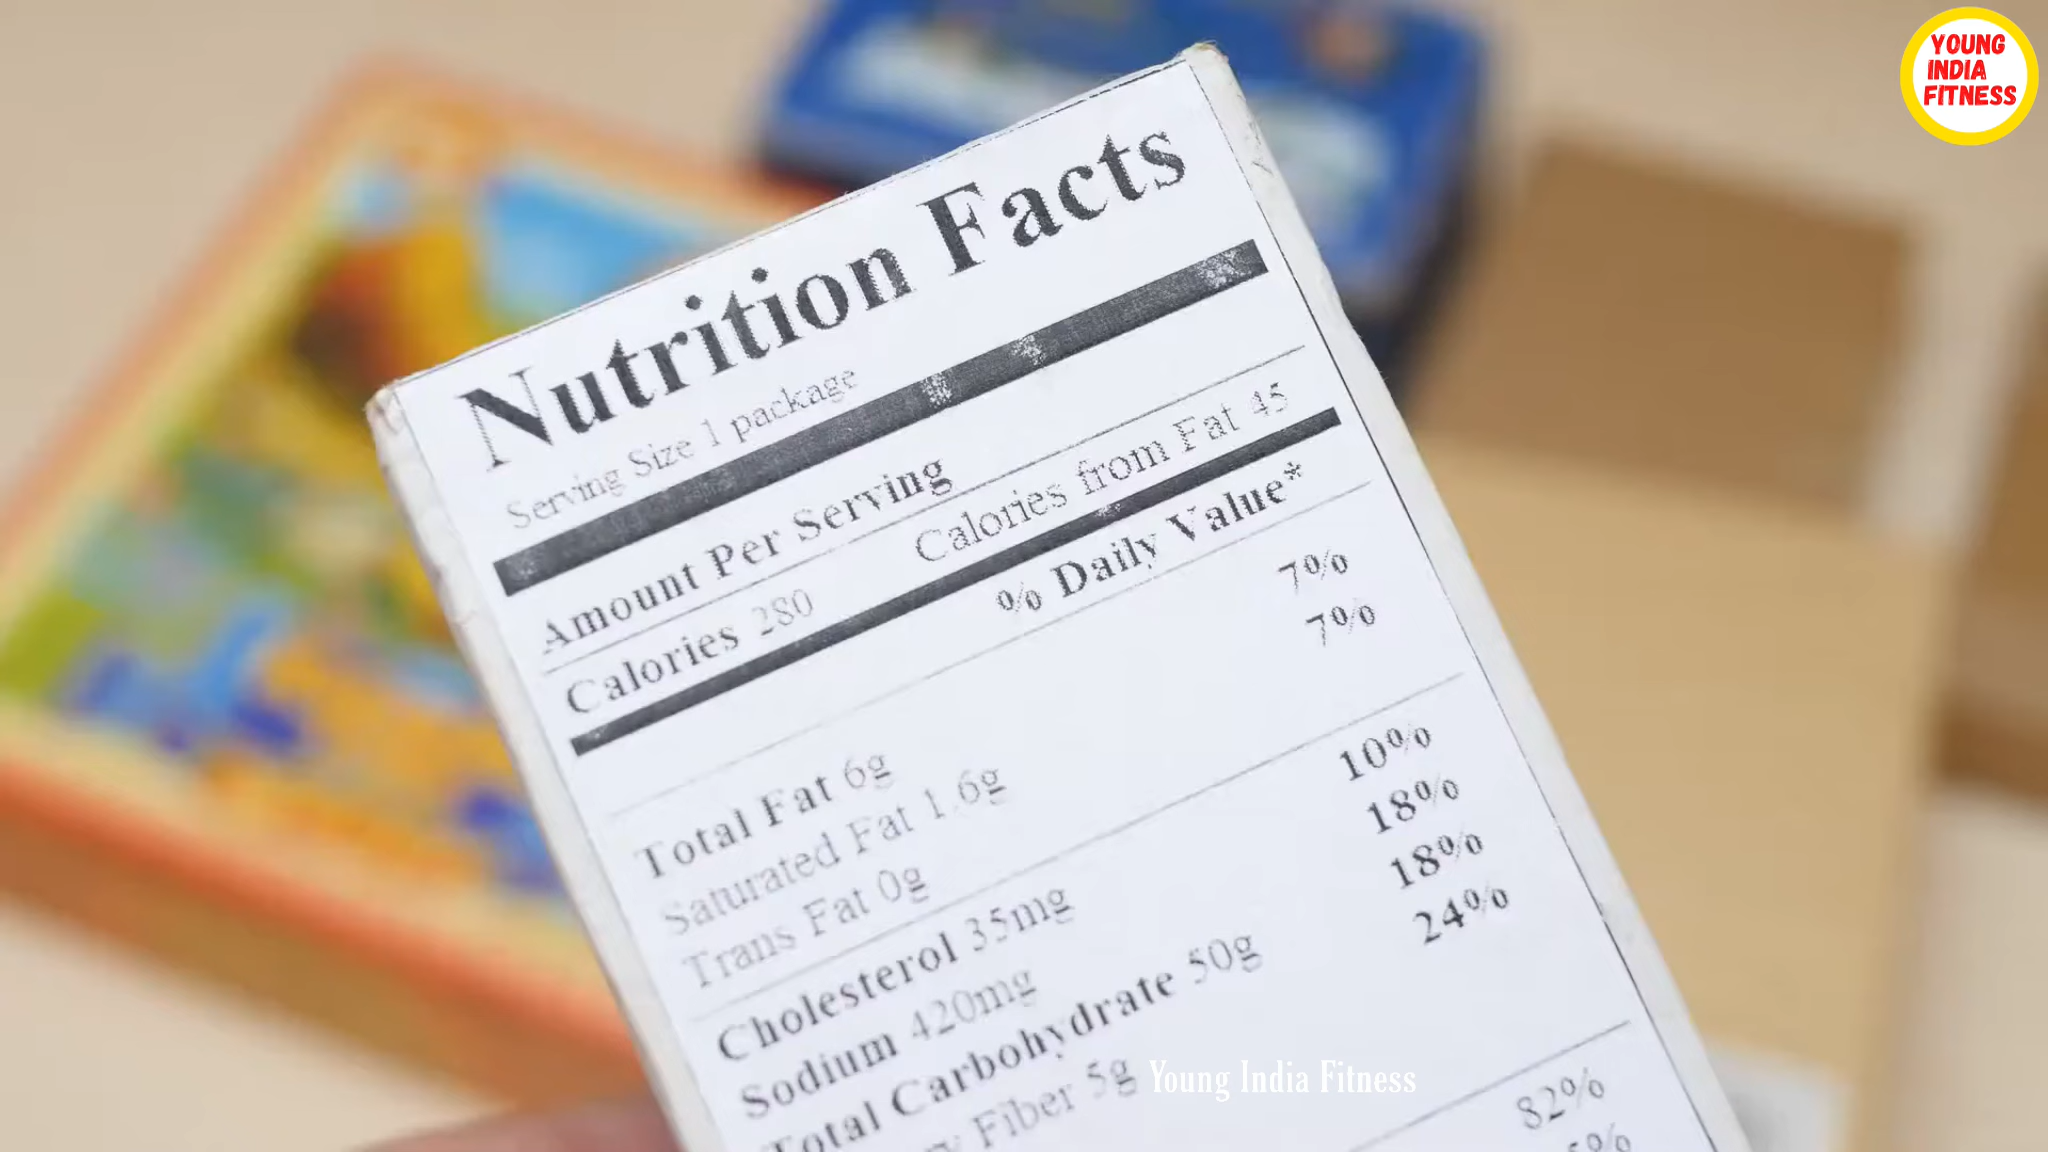 YOUNG
INDIA
FITNESS
Nutrition Facts
Serving Size 1 package
Amount Per Serving
Calories 280 Calories from Fat 45
% Daily Value*
Total Fat 6g 7%
Saturated Fat 1.6g 7%
Trans Fat 0g
Cholesterol 35mg 10%
Sodium 420mg 18%
Total Carbohydrate 50g 18%
Fiber 5g 24%
Young India Fitness
82%